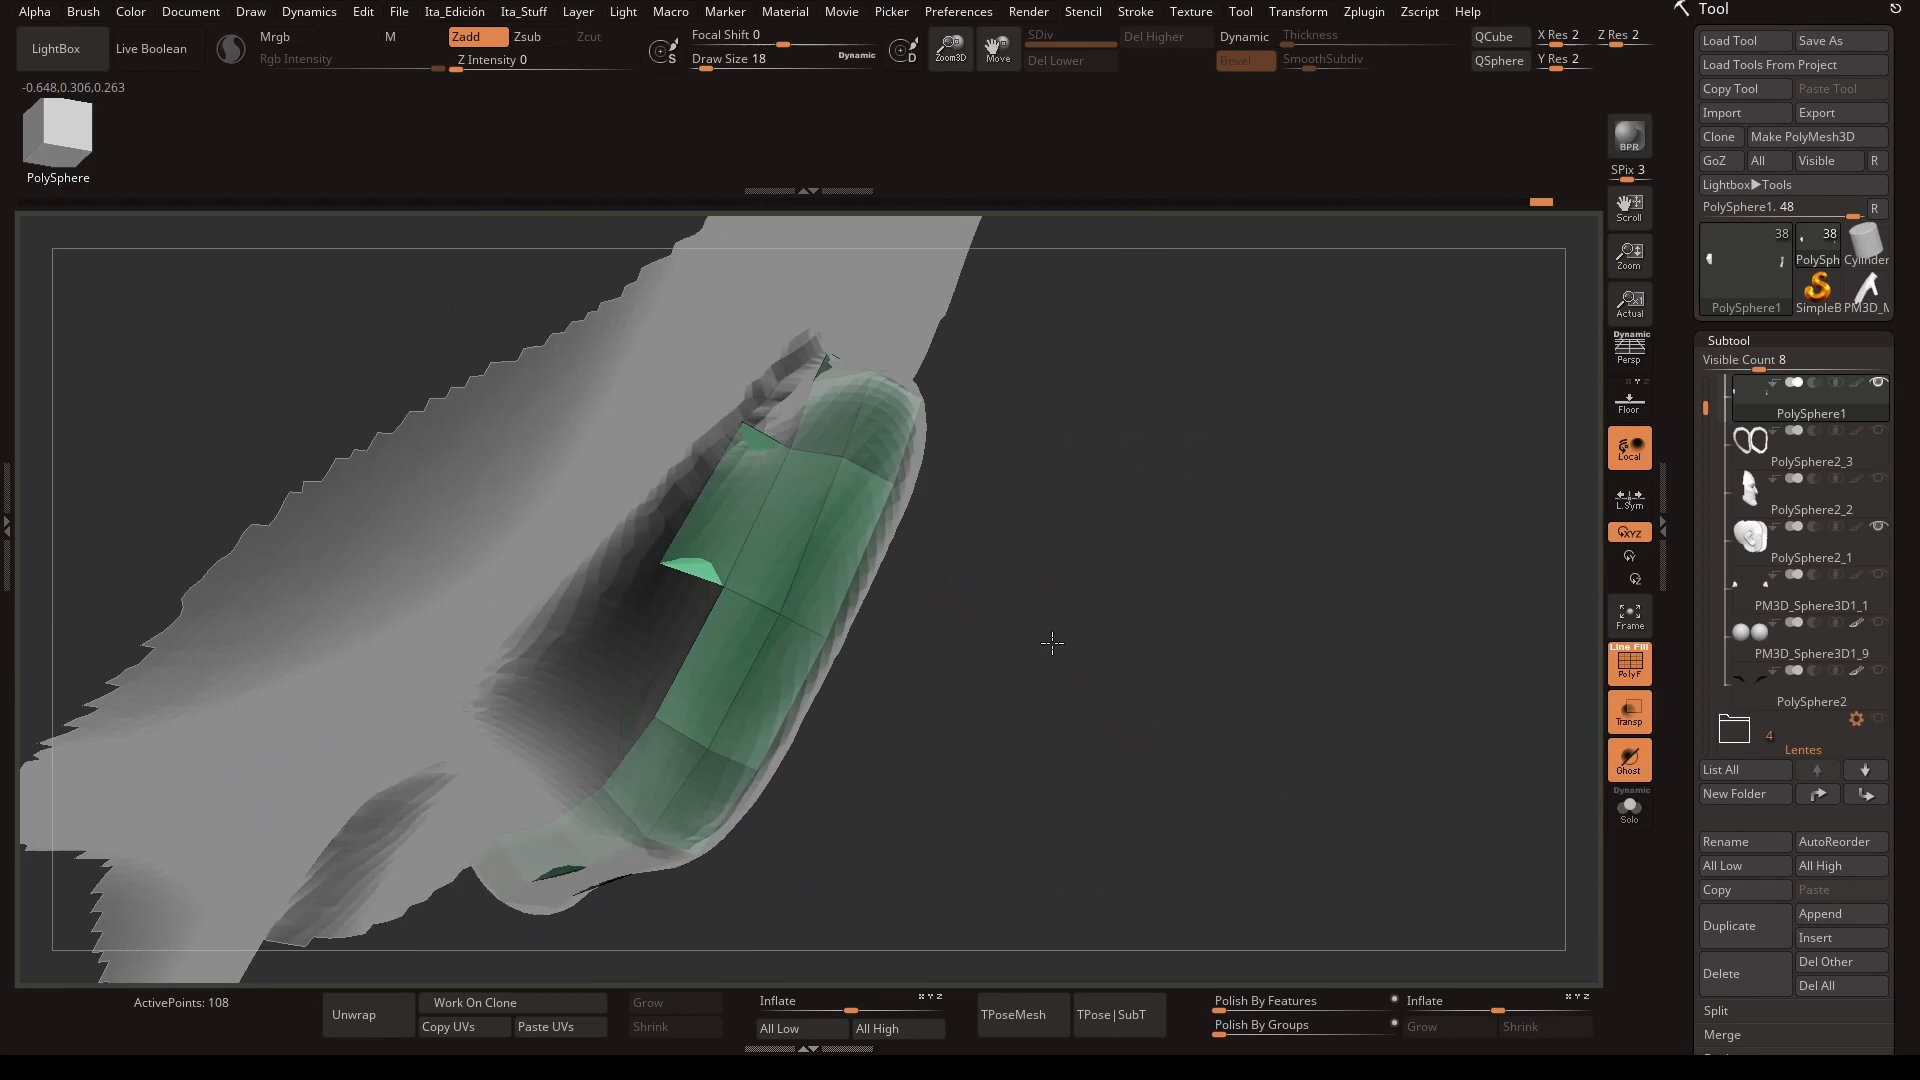 Alpha Brush Color Document Draw Dynamics Edit File Ita_Edición Ita_Stuff Layer Light Macro Marker Material Movie Picker Preferences Render Stencil Stroke Texture Tool Transform Zplugin Zscript Help
Tool
LightBox
Live Boolean
Mrgb M
Rgb Intensity
Zadd Zsub Zcut
Z Intensity 0
S
Focal Shift 0
Draw Size 18
Dynamic
D
Zoom3D
Move
SDiv
Del Lower
Del Higher
Dynamic
Bevel
Thickness
SmoothSubdiv
QCube
QSphere
X Res 2
Y Res 2
Z Res 2
-0.648,0.306,0.263
PolySphere
BPR
SPix 3
Scroll
Zoom
Actual
Dynamic
Persp
Floor
Local
L.Sym
XYZ
Y
Z
Frame
Line Fill
PolyF
Transp
Ghost
Dynamic
Solo
Load Tool Save As
Load Tools From Project
Copy Tool Paste Tool
Import Export
Clone Make PolyMesh3D
GoZ All Visible R
Lightbox▶Tools
PolySphere1. 48 R
38
38
PolySph Cylinder
PolySphere1 SimpleB PM3D_M
Subtool
Visible Count 8
PolySphere1
PolySphere2_3
PolySphere2_2
PolySphere2_1
PM3D_Sphere3D1_1
PM3D_Sphere3D1_9
PolySphere2
4
Lentes
List All
New Folder
Rename AutoReorder
All Low All High
Copy Paste
Duplicate Append
Insert
Delete Del Other
Del All
Split
Merge
ActivePoints: 108
Unwrap
Work On Clone
Copy UVs Paste UVs
Grow
Shrink
Inflate
X Y Z
All Low All High
TPoseMesh
TPose|SubT
Polish By Features
Polish By Groups
Inflate
X Y Z
Grow Shrink